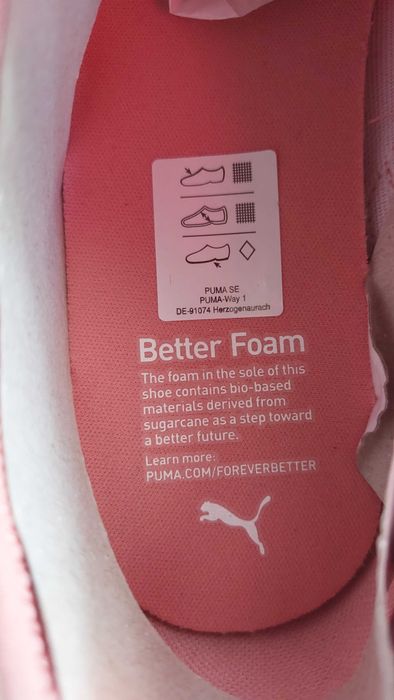 PUMA SE
PUMA-Way 1
DE-91074 Herzogenaurach
Better Foam
The foam in the sole of this
shoe contains bio-based
materials derived from
sugarcane as a step toward
a better future.
Learn more:
PUMA.COM/FOREVERBETTER